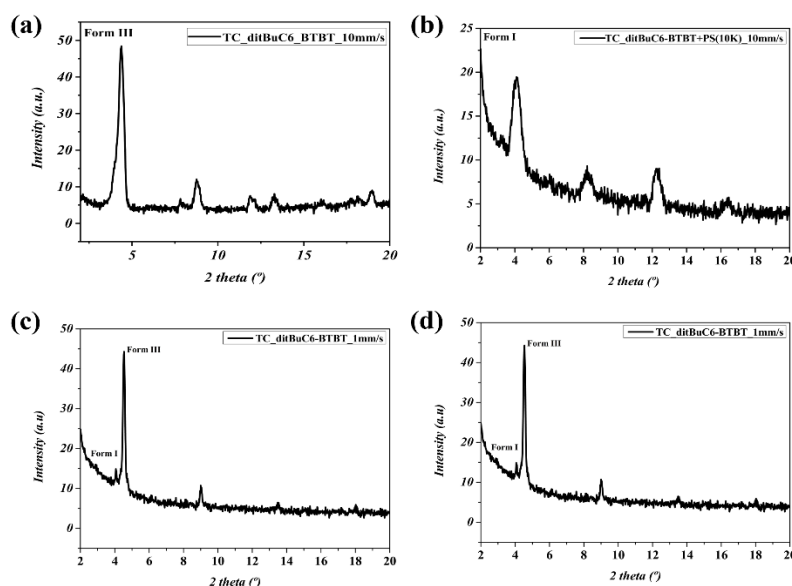 (a)
Form III
TC_ditBuC6_BTBT_10mm/s
50
40
30
20
10
0
Intensity (a.u.)
5
10
15
20
2 theta (º)
(b)
Form I
TC_ditBuC6-BTBT+PS(10K)_10mm/s
25
20
15
10
5
0
Intensity (a.u.)
2 4 6 8 10 12 14 16 18 20
2 theta (º)
(c)
TC_ditBuC6-BTBT_1mm/s
Form III
Form I
50
40
30
20
10
0
Intensity (a.u)
2 4 6 8 10 12 14 16 18 20
2 theta (º)
(d)
TC_ditBuC6-BTBT_1mm/s
Form III
Form I
50
40
30
20
10
0
Intensity (a.u)
2 4 6 8 10 12 14 16 18 20
2 theta (º)